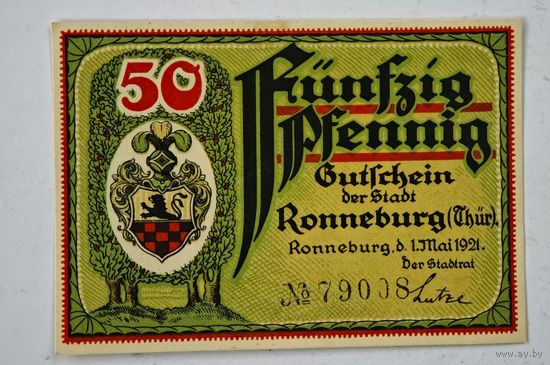 50
Fünfzig
Pfennig
Gutschein
der Stadt
Ronneburg (Thür).
Ronneburg, d. 1. Mai 1921.
Der Stadtrat
No 79008
www.ay.by